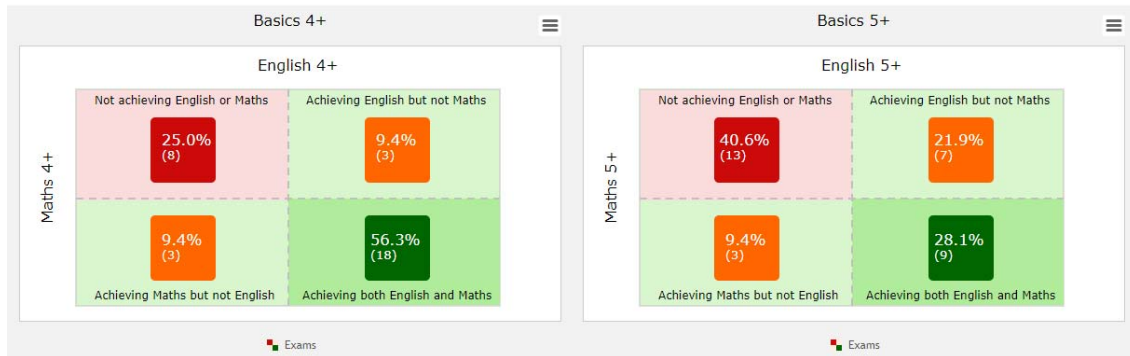 Basics 4+
English 4+
Maths 4+
Not achieving English or Maths
25.0%
(8)
Achieving English but not Maths
9.4%
(3)
9.4%
(3)
Achieving Maths but not English
56.3%
(18)
Achieving both English and Maths
Exams
Basics 5+
English 5+
Maths 5+
Not achieving English or Maths
40.6%
(13)
Achieving English but not Maths
21.9%
(7)
9.4%
(3)
Achieving Maths but not English
28.1%
(9)
Achieving both English and Maths
Exams